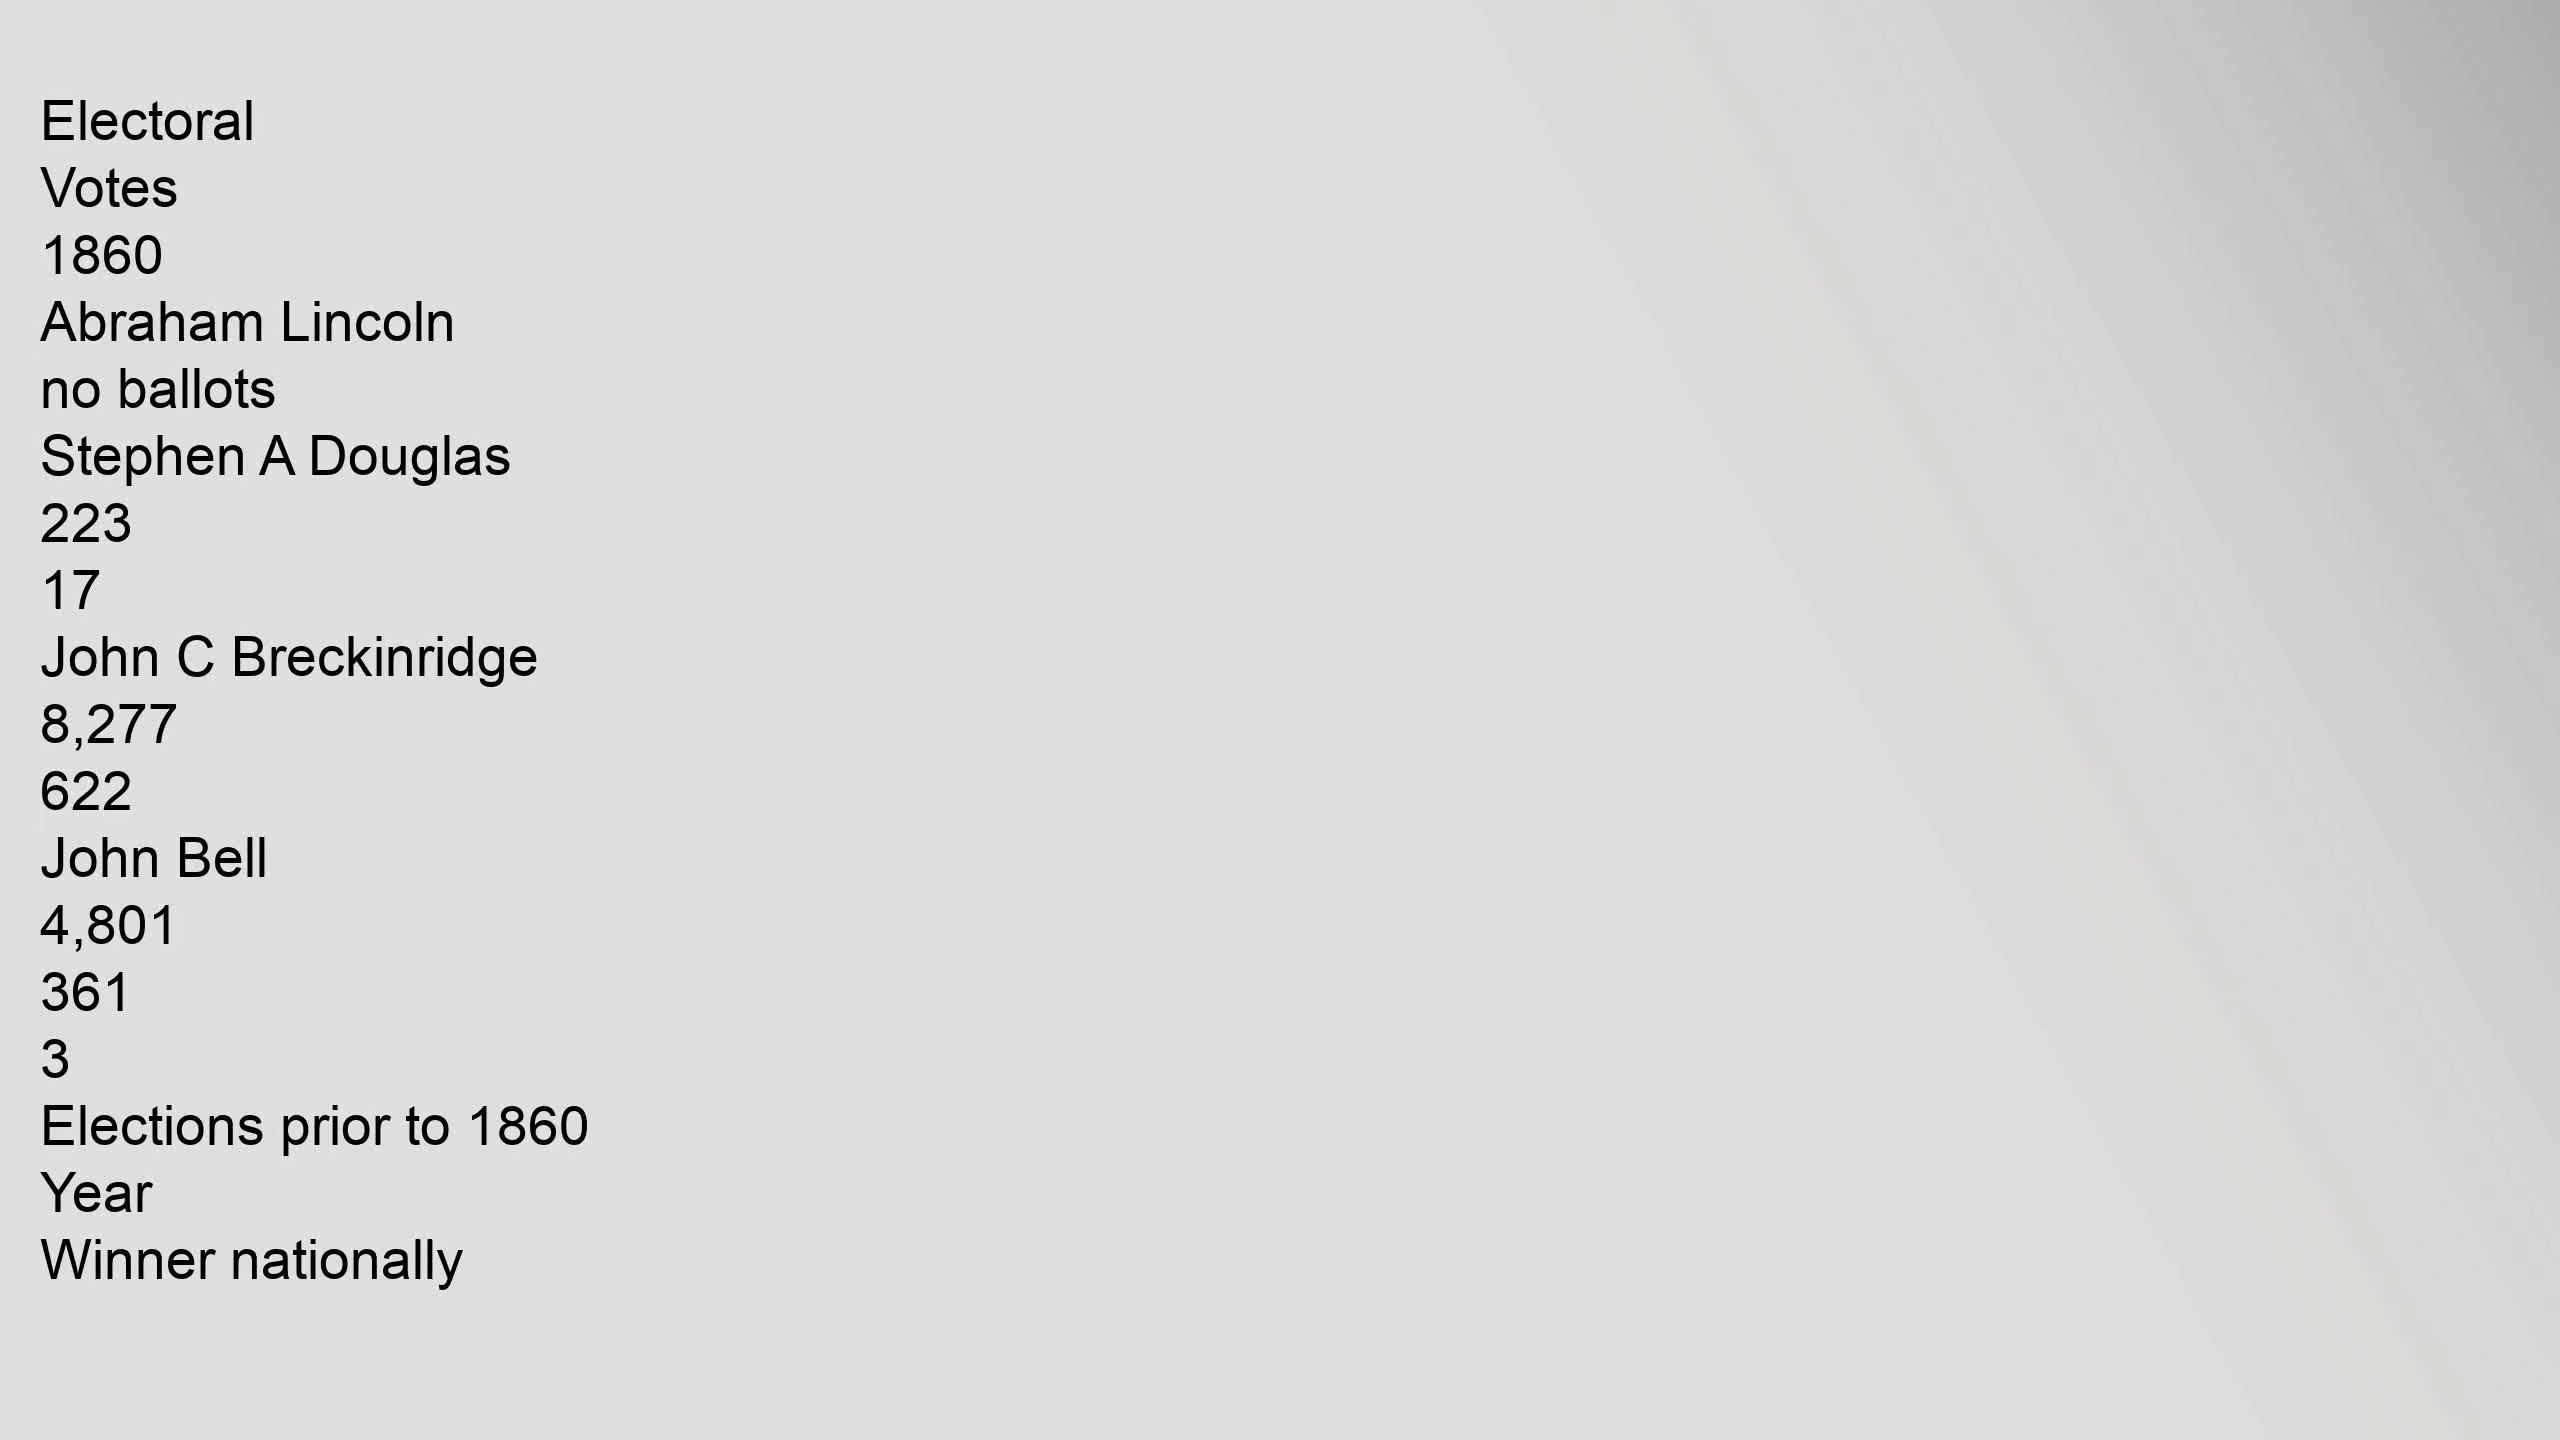 Electoral
Votes
1860
Abraham Lincoln
no ballots
Stephen A Douglas
223
17
John C Breckinridge
8,277
622
John Bell
4,801
361
3
Elections prior to 1860
Year
Winner nationally